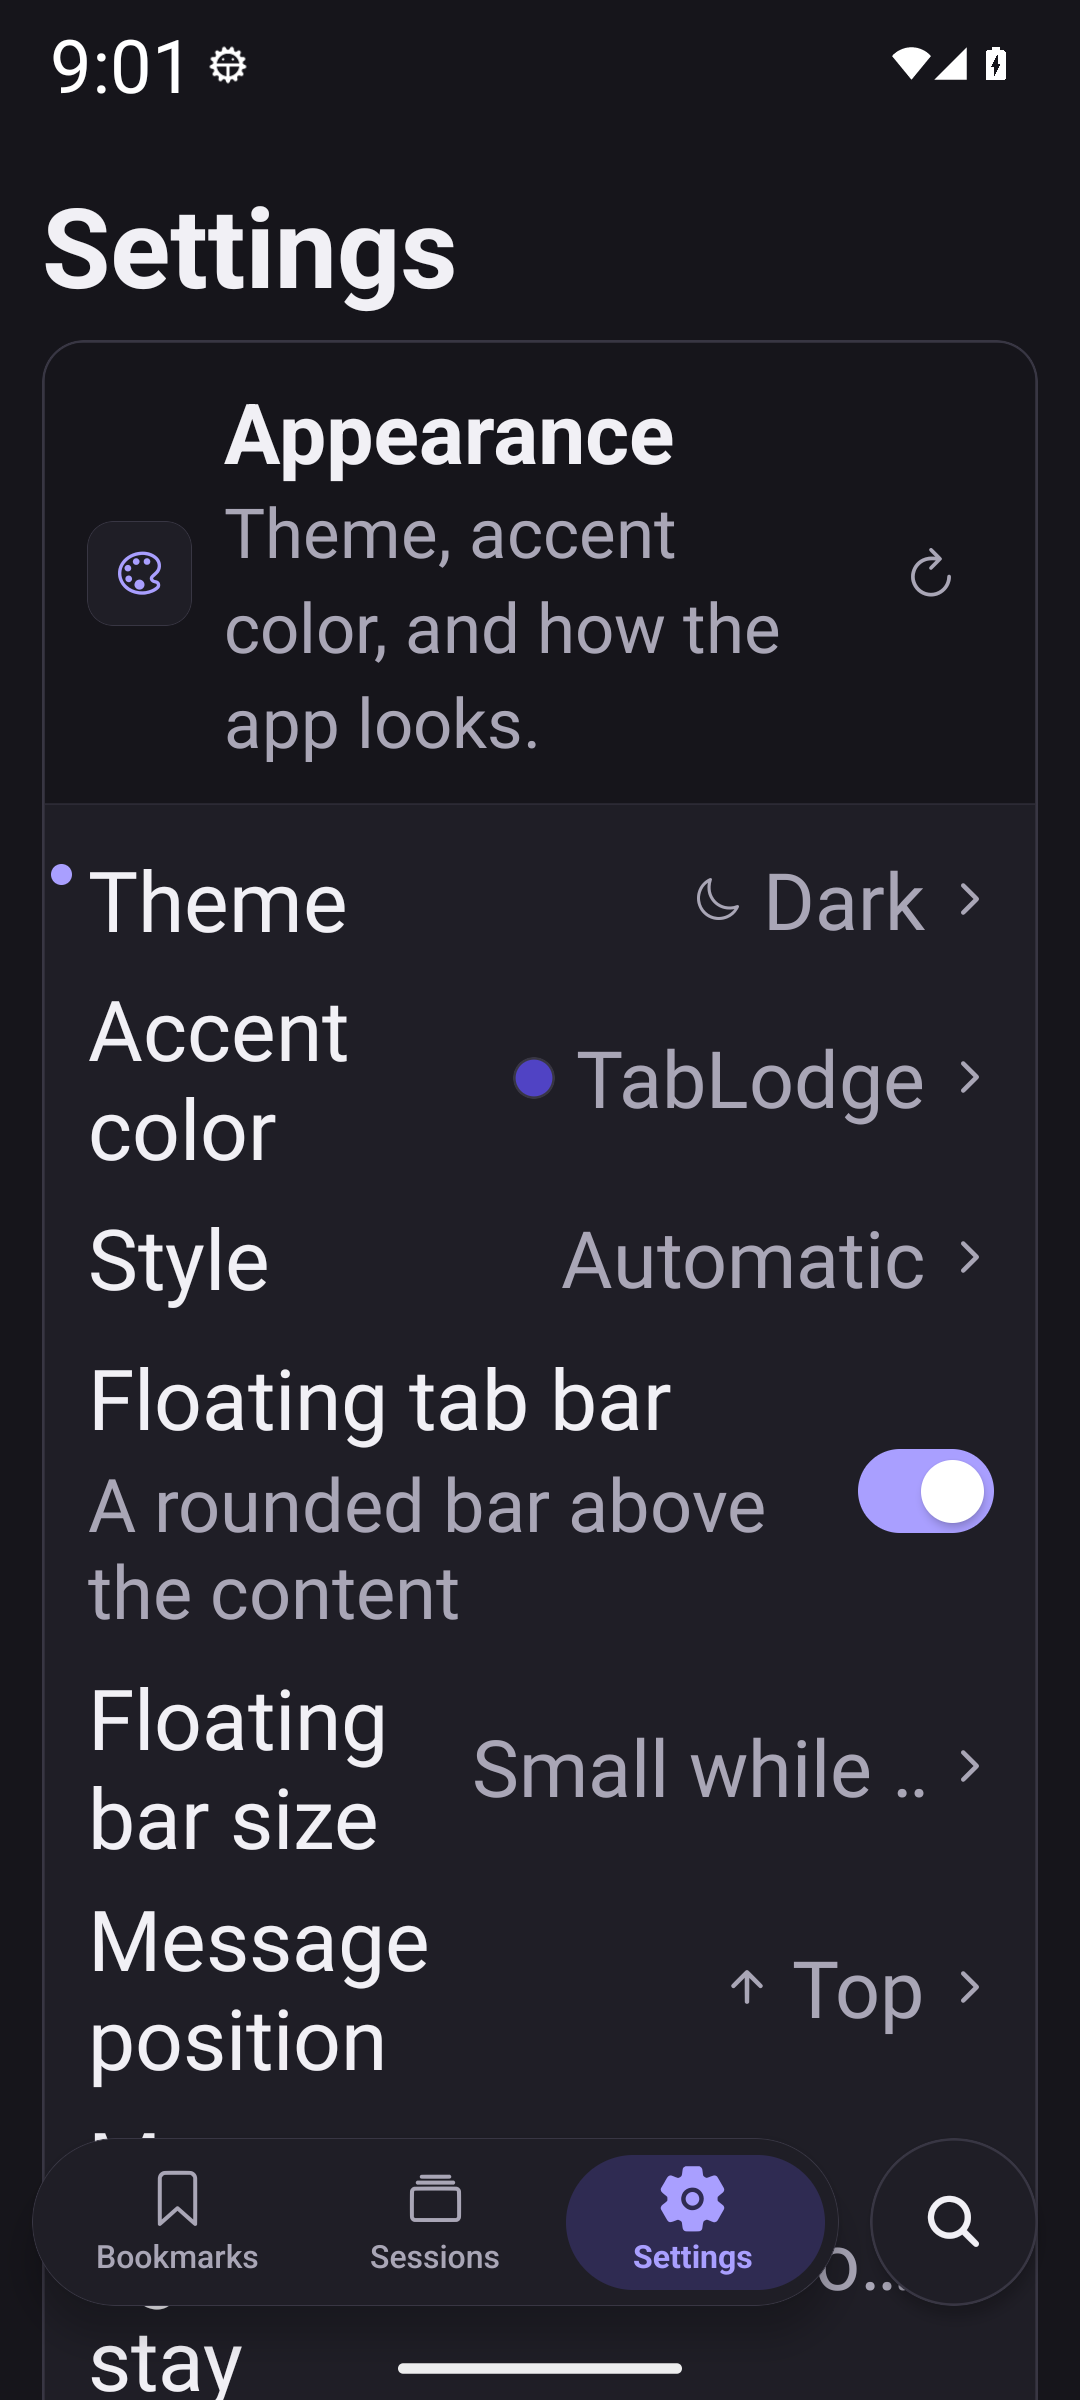 9:01
Settings
Appearance
Theme, accent
color, and how the
app looks.
Theme
Dark
Accent
color
TabLodge
Style
Automatic
Floating tab bar
A rounded bar above
the content
Floating
bar size
Small while ..
Message
position
Top
Bookmarks
Sessions
Settings
stay